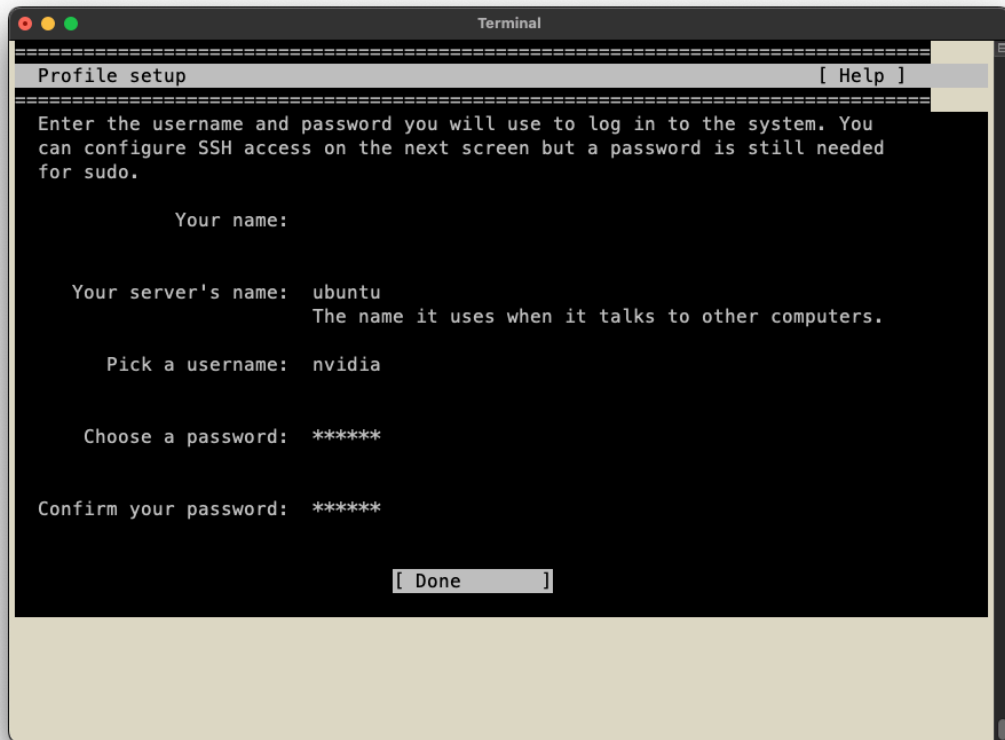 Terminal
==============================================================================
Profile setup [ Help ]
==============================================================================
Enter the username and password you will use to log in to the system. You
can configure SSH access on the next screen but a password is still needed
for sudo.
Your name:
Your server's name: ubuntu
The name it uses when it talks to other computers.
Pick a username: nvidia
Choose a password: ******
Confirm your password: ******
[ Done ]